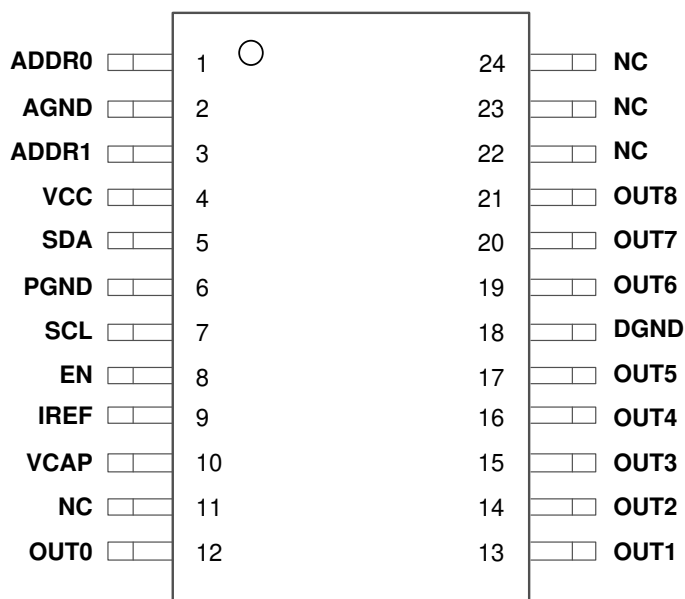 ADDR0 1 24 NC
AGND 2 23 NC
ADDR1 3 22 NC
VCC 4 21 OUT8
SDA 5 20 OUT7
PGND 6 19 OUT6
SCL 7 18 DGND
EN 8 17 OUT5
IREF 9 16 OUT4
VCAP 10 15 OUT3
NC 11 14 OUT2
OUT0 12 13 OUT1